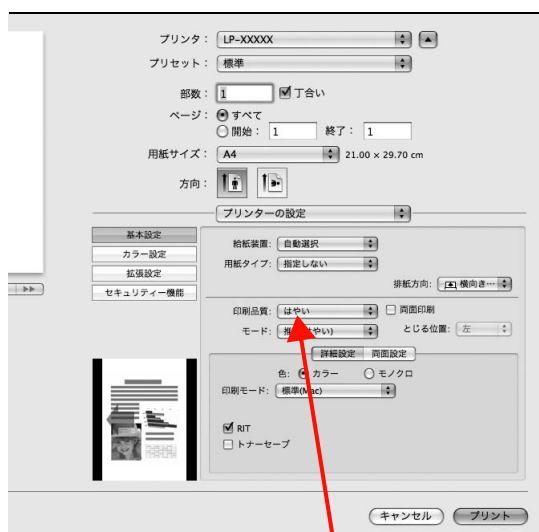 プリンタ： LP-XXXXX
プリセット： 標準
部数： 1 丁合い
ページ： すべて
開始： 1 終了： 1
用紙サイズ： A4 21.00 x 29.70 cm
方向：
プリンターの設定
基本設定
カラー設定
拡張設定
セキュリティー機能
給紙装置: 自動選択
用紙タイプ: 指定しない
排紙方向: 横向き…
印刷品質: はやい 両面印刷
モード: (はやい) とじる位置: 左
詳細設定 両面設定
色: カラー モノクロ
印刷モード: 標準(Mac)
RIT
トナーセーブ
キャンセル プリント